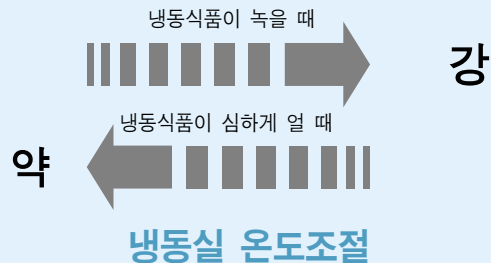 냉동식품이 녹을 때
강
냉동식품이 심하게 얼 때
약
냉동실 온도조절